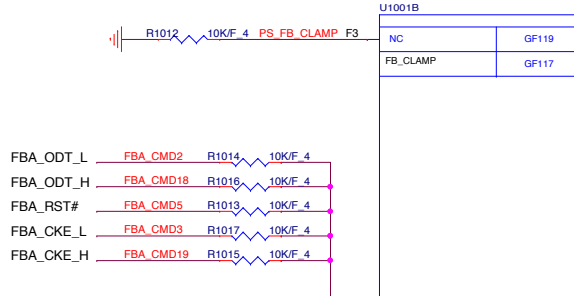 U1001B
R1012 10K/F_4 PS_FB_CLAMP F3 NC GF119
FB_CLAMP GF117
FBA_ODT_L FBA_CMD2 R1014 10K/F_4
FBA_ODT_H FBA_CMD18 R1016 10K/F_4
FBA_RST# FBA_CMD5 R1013 10K/F_4
FBA_CKE_L FBA_CMD3 R1017 10K/F_4
FBA_CKE_H FBA_CMD19 R1015 10K/F_4